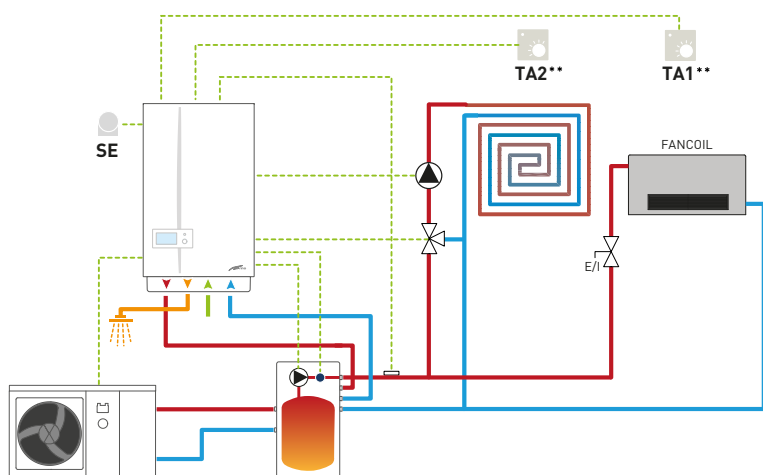 TA2**
TA1**
SE
FANCOIL
E/I